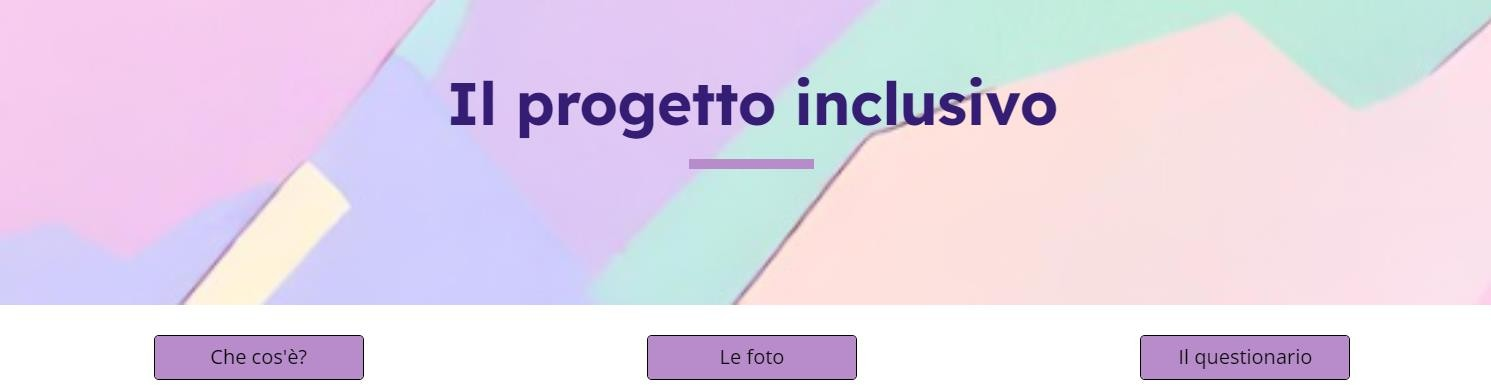 Il progetto inclusivo
Che cos'è?
Le foto
Il questionario